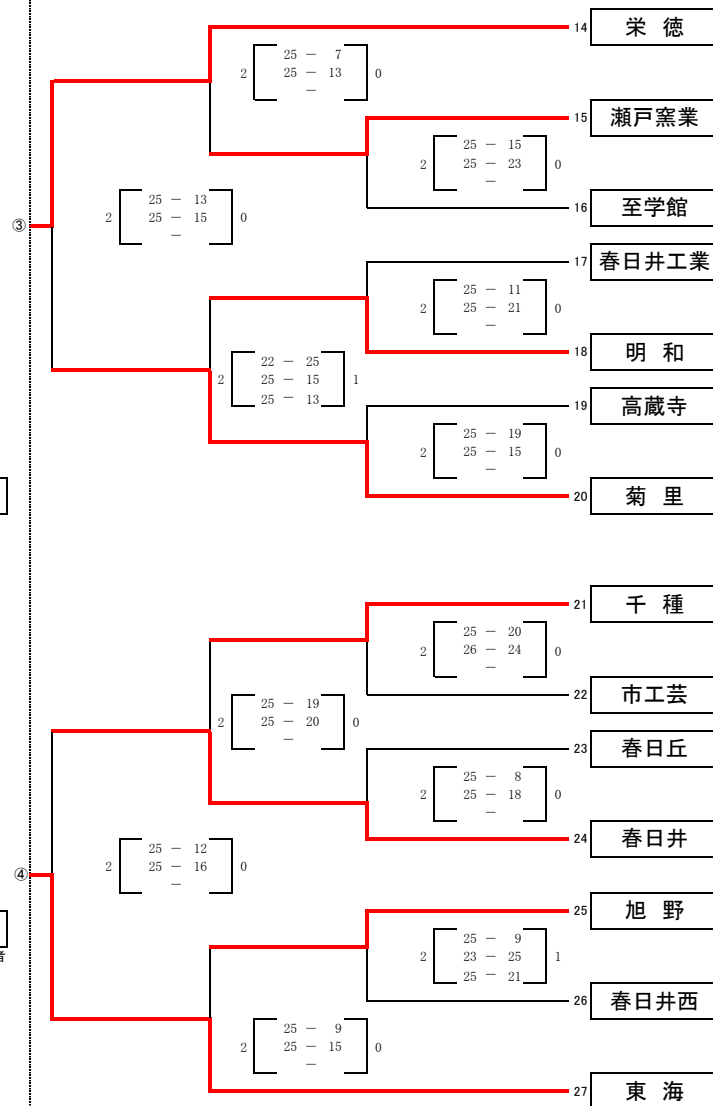 14 栄 徳
25 － 7
2 25 － 13 0
－
15 瀬戸窯業
25 － 15
2 25 － 23 0
－
16 至学館
25 － 13
2 25 － 15 0
－
③
17 春日井工業
25 － 11
2 25 － 21 0
－
18 明 和
22 － 25
2 25 － 15 1
25 － 13
19 高蔵寺
25 － 19
2 25 － 15 0
－
20 菊 里
21 千 種
25 － 20
2 26 － 24 0
－
22 市工芸
25 － 19
2 25 － 20 0
－
23 春日丘
25 － 8
2 25 － 18 0
－
24 春日井
25 － 12
2 25 － 16 0
－
④
25 旭 野
25 － 9
2 23 － 25 1
25 － 21
26 春日井西
25 － 9
2 25 － 15 0
－
27 東 海